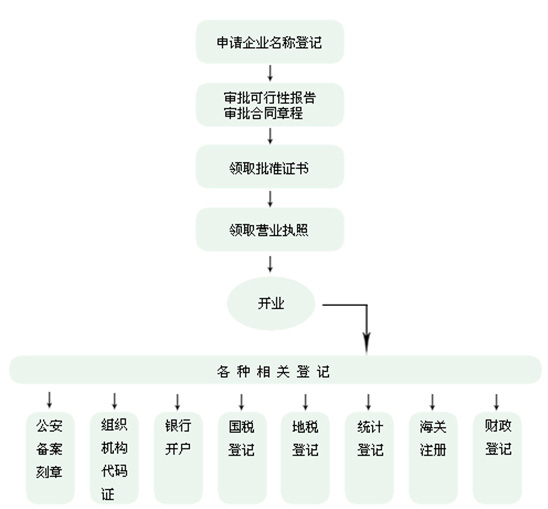 申请企业名称登记
审批可行性报告
审批合同章程
领取批准证书
领取营业执照
开业
各种相关登记
公安
备案
刻章
组织
机构
代码
证
银行
开户
国税
登记
地税
登记
统计
登记
海关
注册
财政
登记